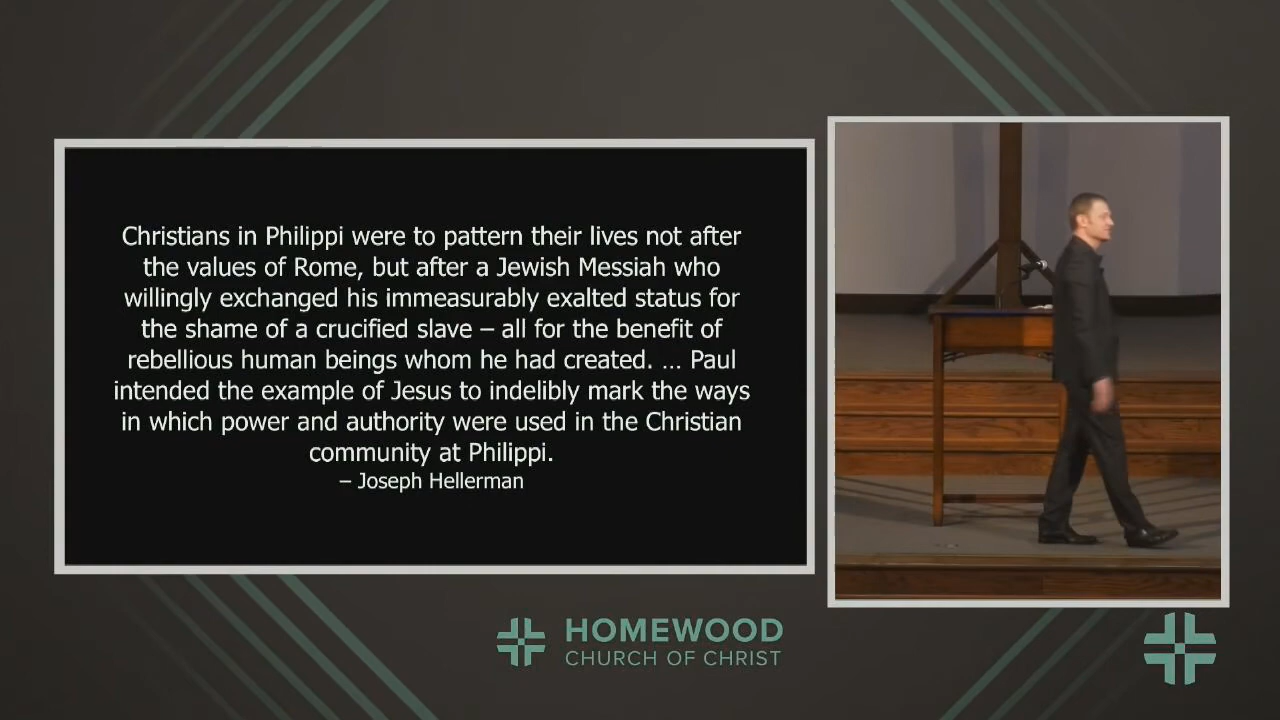 Christians in Philippi were to pattern their lives not after
the values of Rome, but after a Jewish Messiah who
willingly exchanged his immeasurably exalted status for
the shame of a crucified slave – all for the benefit of
rebellious human beings whom he had created. ... Paul
intended the example of Jesus to indelibly mark the ways
in which power and authority were used in the Christian
community at Philippi.
– Joseph Hellerman
HOMEWOOD
CHURCH OF CHRIST